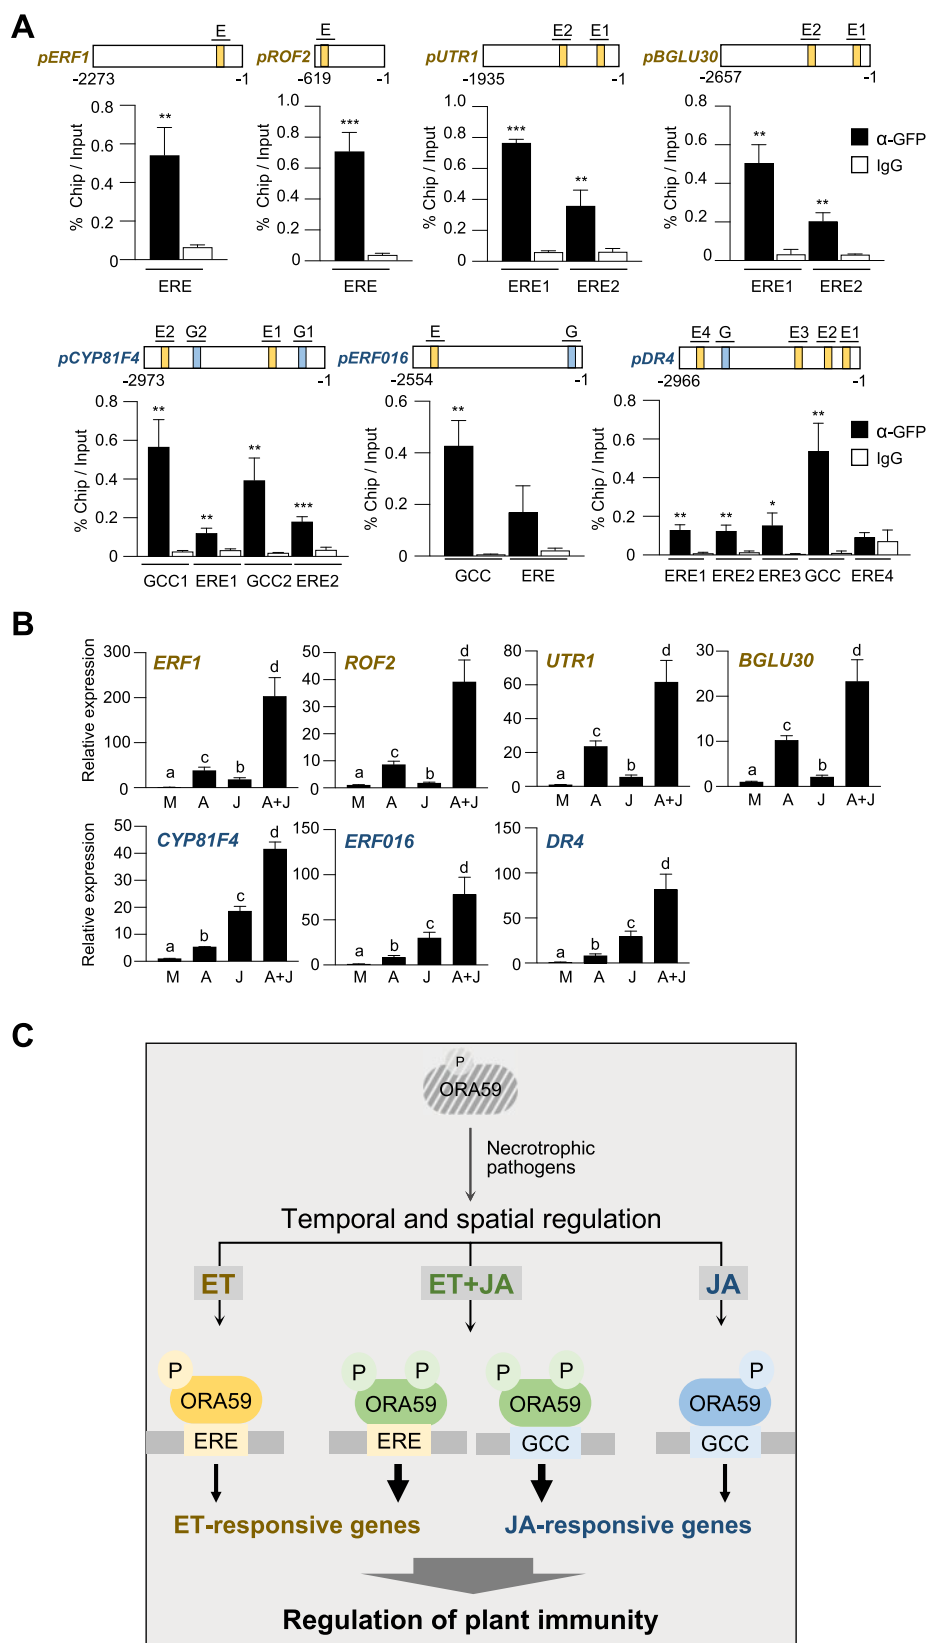 A
E
pERF1
-2273 -1
E
pROF2
-619 -1
E2 E1
pUTR1
-1935 -1
E2 E1
pBGLU30
-2657 -1
% Chip / Input
0.8
0.6
0.4
0.2
0
**
ERE
1.0
0.8
0.6
0.4
0.2
0
***
ERE
1.0
0.8
0.6
0.4
0.2
0
***
**
ERE1 ERE2
0.8
0.6
0.4
0.2
0
**
**
ERE1 ERE2
α-GFP
IgG
E2 G2 E1 G1
pCYP81F4
-2973 -1
E G
pERF016
-2554 -1
E4 G E3 E2 E1
pDR4
-2966 -1
% Chip / Input
0.8
0.6
0.4
0.2
0
**
**
**
***
GCC1 ERE1 GCC2 ERE2
% Chip / Input
0.6
0.4
0.2
0
**
GCC ERE
% Chip / Input
0.8
0.6
0.4
0.2
0
**
**
*
**
ERE1 ERE2 ERE3 GCC ERE4
α-GFP
IgG
B
Relative expression
300
200
100
0
ERF1
a c b d
M A J A+J
50
40
30
20
10
0
ROF2
a c b d
M A J A+J
80
60
40
20
0
UTR1
a c b d
M A J A+J
30
20
10
0
BGLU30
a c b d
M A J A+J
Relative expression
50
40
30
20
10
0
CYP81F4
a b c d
M A J A+J
150
100
50
0
ERF016
a b c d
M A J A+J
150
100
50
0
DR4
a b c d
M A J A+J
C
P
ORA59
Necrotrophic
pathogens
Temporal and spatial regulation
ET ET+JA JA
P P P P P P
ORA59 ORA59 ORA59 ORA59
ERE ERE GCC GCC
ET-responsive genes JA-responsive genes
Regulation of plant immunity